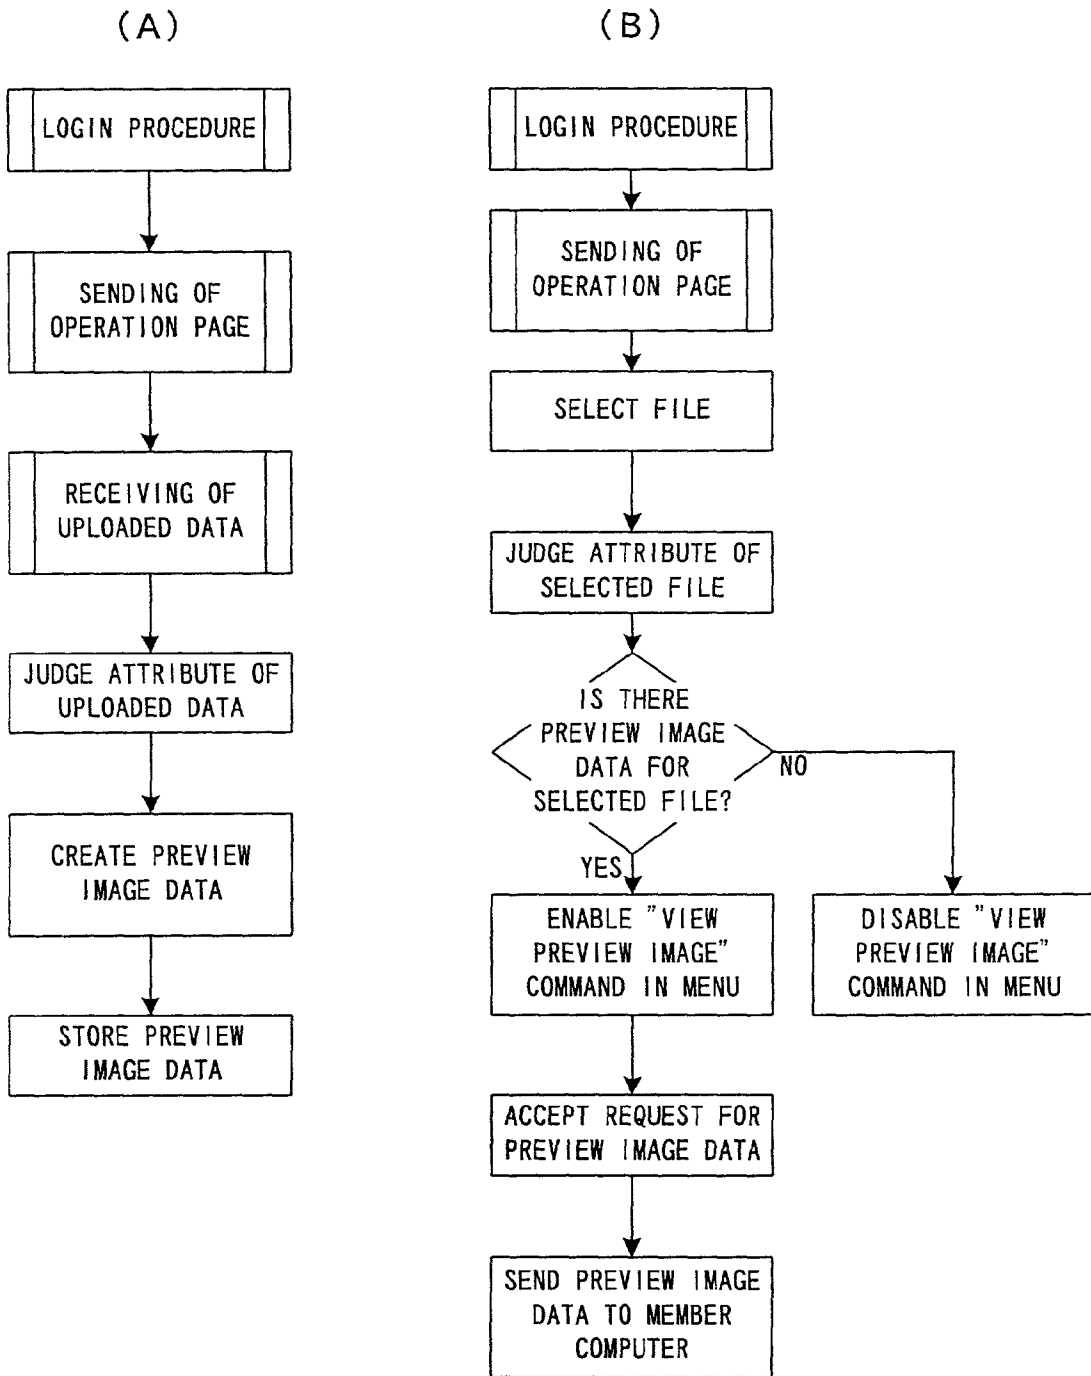 (A)
LOGIN PROCEDURE
SENDING OF
OPERATION PAGE
RECEIVING OF
UPLOADED DATA
JUDGE ATTRIBUTE OF
UPLOADED DATA
CREATE PREVIEW
IMAGE DATA
STORE PREVIEW
IMAGE DATA
(B)
LOGIN PROCEDURE
SENDING OF
OPERATION PAGE
SELECT FILE
JUDGE ATTRIBUTE OF
SELECTED FILE
IS THERE
PREVIEW IMAGE
DATA FOR
SELECTED FILE?
NO
YES
ENABLE "VIEW
PREVIEW IMAGE"
COMMAND IN MENU
DISABLE "VIEW
PREVIEW IMAGE"
COMMAND IN MENU
ACCEPT REQUEST FOR
PREVIEW IMAGE DATA
SEND PREVIEW IMAGE
DATA TO MEMBER
COMPUTER